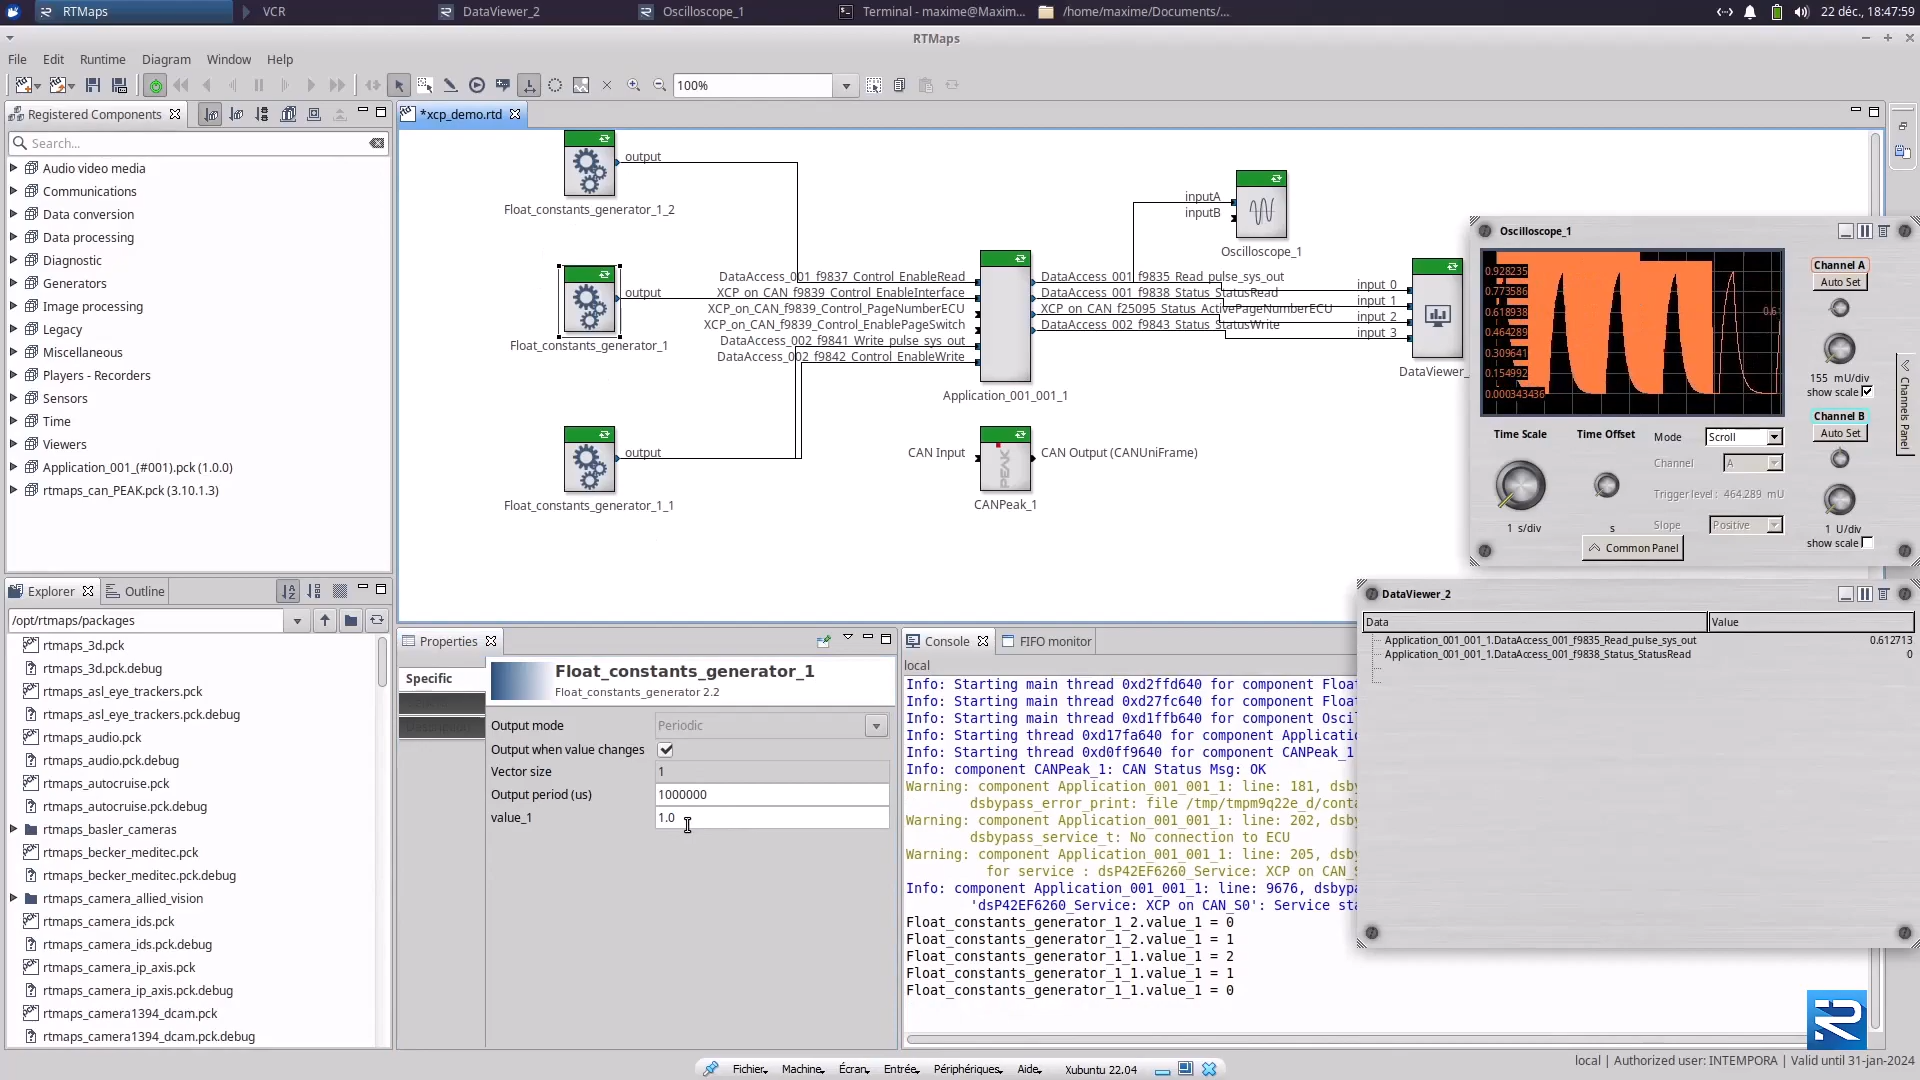 RTMaps
VCR
DataViewer_2
Oscilloscope_1
Terminal - maxime@Maxim...
/home/maxime/Documents/...
22 déc., 18:47:59
RTMaps
File Edit Runtime Diagram Window Help
100%
Registered Components
Search...
Audio video media
Communications
Data conversion
Data processing
Diagnostic
Generators
Image processing
Legacy
Miscellaneous
Players - Recorders
Sensors
Time
Viewers
Application_001_(#001).pck (1.0.0)
rtmaps_can_PEAK.pck (3.10.1.3)
Explorer Outline
/opt/rtmaps/packages
rtmaps_3d.pck
rtmaps_3d.pck.debug
rtmaps_asl_eye_trackers.pck
rtmaps_asl_eye_trackers.pck.debug
rtmaps_audio.pck
rtmaps_audio.pck.debug
rtmaps_autocruise.pck
rtmaps_autocruise.pck.debug
rtmaps_basler_cameras
rtmaps_becker_meditec.pck
rtmaps_becker_meditec.pck.debug
rtmaps_camera_allied_vision
rtmaps_camera_ids.pck
rtmaps_camera_ids.pck.debug
rtmaps_camera_ip_axis.pck
rtmaps_camera_ip_axis.pck.debug
rtmaps_camera1394_dcam.pck
rtmaps_camera1394_dcam.pck.debug
*xcp_demo.rtd
output
Float_constants_generator_1_2
output
Float_constants_generator_1
output
Float_constants_generator_1_1
DataAccess_001_f9837_Control_EnableRead
XCP_on_CAN_f9839_Control_EnableInterface
XCP_on_CAN_f9839_Control_PageNumberECU
XCP_on_CAN_f9839_Control_EnablePageSwitch
DataAccess_002_f9841_Write_pulse_sys_out
DataAccess_002_f9842_Control_EnableWrite
Application_001_001_1
DataAccess_001_f9835_Read_pulse_sys_out
DataAccess_001_f9838_Status_StatusRead
XCP_on_CAN_f25095_Status_ActivePageNumberECU
DataAccess_002_f9843_Status_StatusWrite
inputA
inputB
Oscilloscope_1
input_0
input_1
input_2
input_3
DataViewer_
CAN Input
PEAK
CAN Output (CANUniFrame)
CANPeak_1
Oscilloscope_1
0.928235
0.773586
0.618938
0.464289
0.309641
0.154992
0.000343436
0.6
Channel A
Auto Set
155 mU/div
show scale
Channel B
Auto Set
1 U/div
show scale
Channels Panel
Time Scale
Time Offset
1 s/div
s
Mode Scroll
Channel A
Trigger level: 464.289 mU
Slope Positive
Common Panel
DataViewer_2
Data Value
Application_001_001_1.DataAccess_001_f9835_Read_pulse_sys_out 0.612713
Application_001_001_1.DataAccess_001_f9838_Status_StatusRead 0
Properties
Specific
Float_constants_generator_1
Float_constants_generator 2.2
Output mode Periodic
Output when value changes
Vector size 1
Output period (us) 1000000
value_1 1.0
Console FIFO monitor
local
Info: Starting main thread 0xd2ffd640 for component Float
Info: Starting main thread 0xd27fc640 for component Float
Info: Starting main thread 0xd1ffb640 for component Osci
Info: Starting thread 0xd17fa640 for component Applicatio
Info: Starting thread 0xd0ff9640 for component CANPeak_1
Info: component CANPeak_1: CAN Status Msg: OK
Warning: component Application_001_001_1: line: 181, dsby
dsbypass_error_print: file /tmp/tmpm9q22e_d/conta
Warning: component Application_001_001_1: line: 202, dsby
dsbypass_service_t: No connection to ECU
Warning: component Application_001_001_1: line: 205, dsby
for service : dsP42EF6260_Service: XCP on CAN_S
Info: component Application_001_001_1: line: 9676, dsbypa
'dsP42EF6260_Service: XCP on CAN_S0': Service sta
Float_constants_generator_1_2.value_1 = 0
Float_constants_generator_1_2.value_1 = 1
Float_constants_generator_1_1.value_1 = 2
Float_constants_generator_1_1.value_1 = 1
Float_constants_generator_1_1.value_1 = 0
local | Authorized user: INTEMPORA | Valid until 31-jan-2024
Fichier Machine Écran Entrée Périphériques Aide Xubuntu 22.04